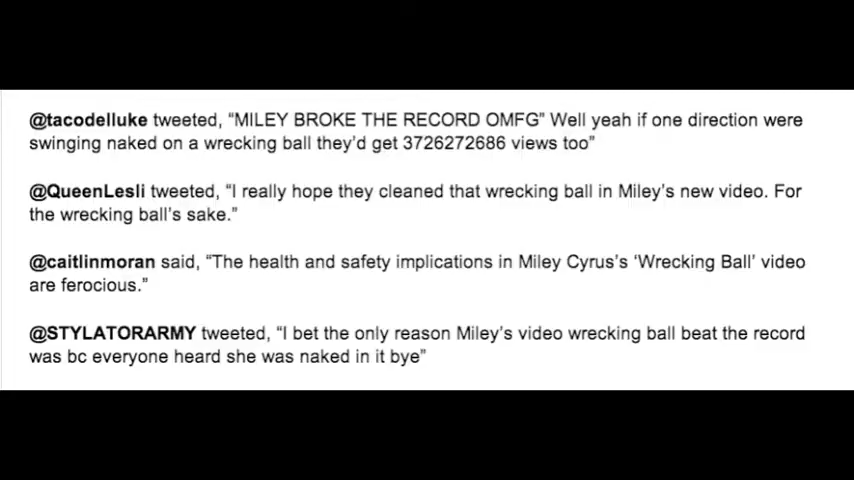 @tacodelluke tweeted, “MILEY BROKE THE RECORD OMFG” Well yeah if one direction were
swinging naked on a wrecking ball they’d get 3726272686 views too”
@QueenLesli tweeted, “I really hope they cleaned that wrecking ball in Miley’s new video. For
the wrecking ball’s sake.”
@caitlinmoran said, “The health and safety implications in Miley Cyrus’s ‘Wrecking Ball’ video
are ferocious.”
@STYLATORARMY tweeted, “I bet the only reason Miley’s video wrecking ball beat the record
was bc everyone heard she was naked in it bye”